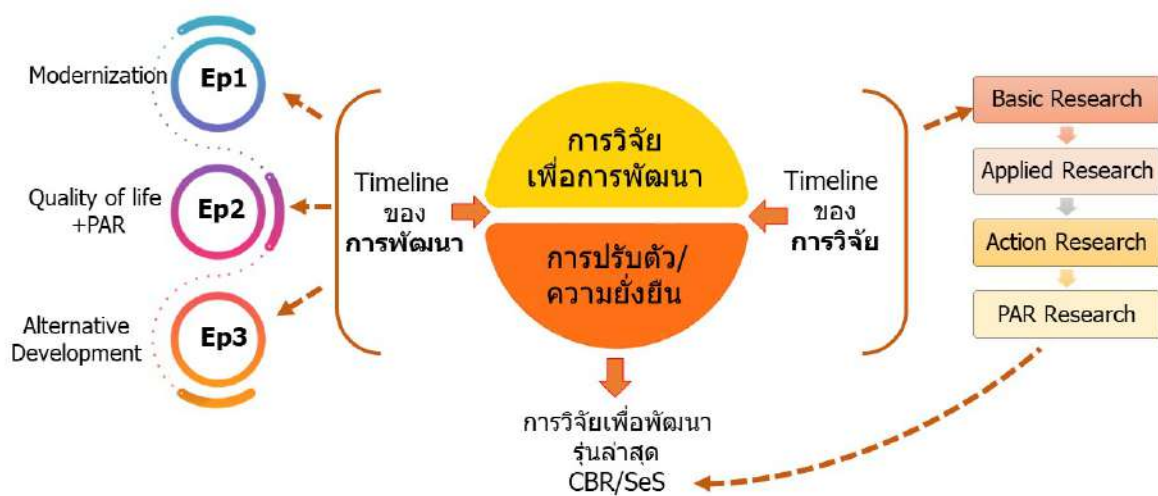 Modernization
Ep1
Quality of life
+PAR
Ep2
Alternative
Development
Ep3
Timeline
ของ
การพัฒนา
การวิจัย
เพื่อการพัฒนา
การปรับตัว/
ความยั่งยืน
การวิจัยเพื่อพัฒนา
รุ่นล่าสุด
CBR/SeS
Timeline
ของ
การวิจัย
Basic Research
Applied Research
Action Research
PAR Research